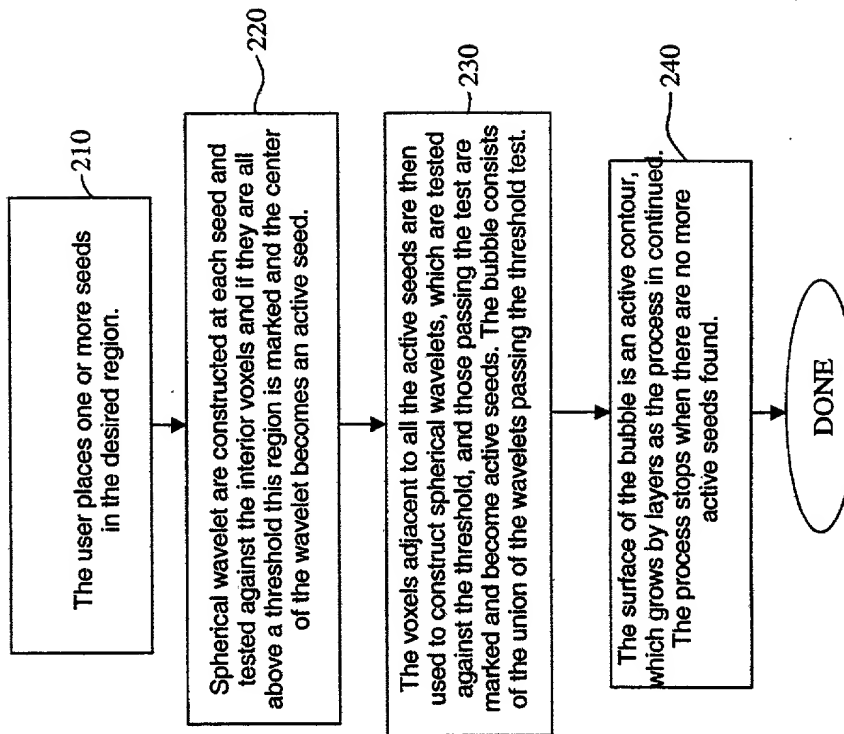 210
The user places one or more seeds
in the desired region.
220
Spherical wavelet are constructed at each seed and
tested against the interior voxels and if they are all
above a threshold this region is marked and the center
of the wavelet becomes an active seed.
230
The voxels adjacent to all the active seeds are then
used to construct spherical wavelets, which are tested
against the threshold, and those passing the test are
marked and become active seeds. The bubble consists
of the union of the wavelets passing the threshold test.
240
The surface of the bubble is an active contour,
which grows by layers as the process in continued.
The process stops when there are no more
active seeds found.
DONE